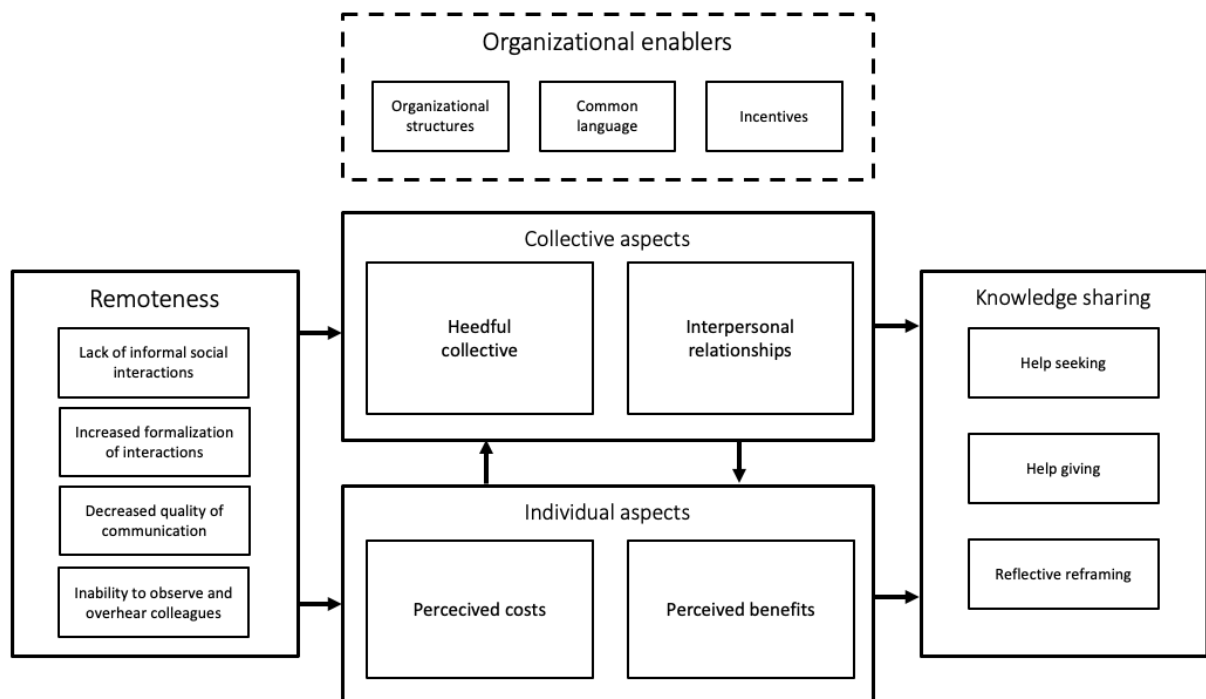 Organizational enablers
Organizational
structures
Common
language
Incentives
Collective aspects
Heedful
collective
Interpersonal
relationships
Remoteness
Lack of informal social
interactions
Increased formalization
of interactions
Decreased quality of
communication
Inability to observe and
overhear colleagues
Individual aspects
Percecived costs
Perceived benefits
Knowledge sharing
Help seeking
Help giving
Reflective reframing